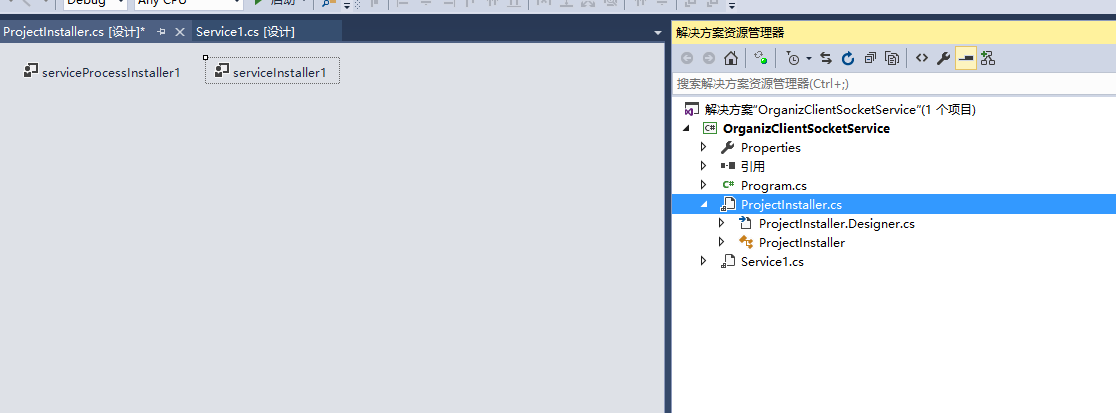 Debug
Any CPU
启动
ProjectInstaller.cs [设计]*
Service1.cs [设计]
serviceProcessInstaller1
serviceInstaller1
解决方案资源管理器
搜索解决方案资源管理器(Ctrl+;)
解决方案"OrganizClientSocketService"(1 个项目)
C# OrganizClientSocketService
Properties
引用
C# Program.cs
ProjectInstaller.cs
ProjectInstaller.Designer.cs
ProjectInstaller
Service1.cs